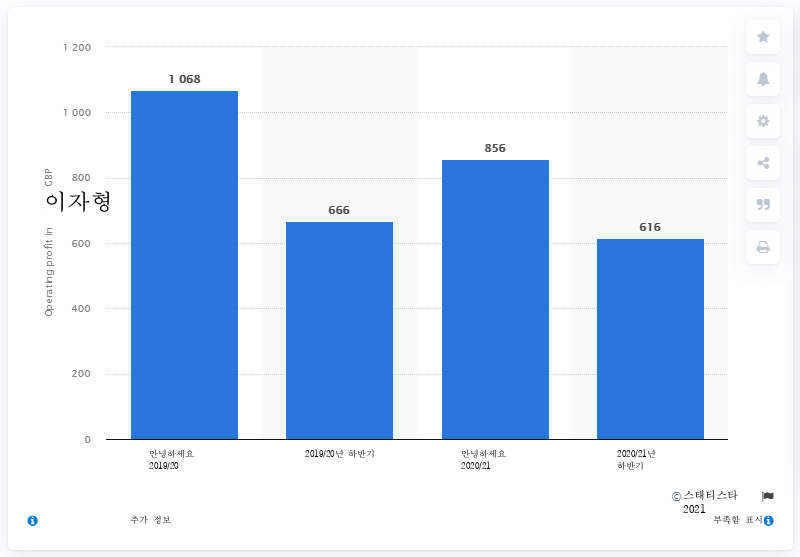 1 200
1 000
800
600
400
200
0
Operating profit in
이자형
GBP
1 068
666
856
616
안녕하세요
2019/20
2019/20년 하반기
안녕하세요
2020/21
2020/21년
하반기
© 스태티스타
2021
추가 정보
부족함 표시